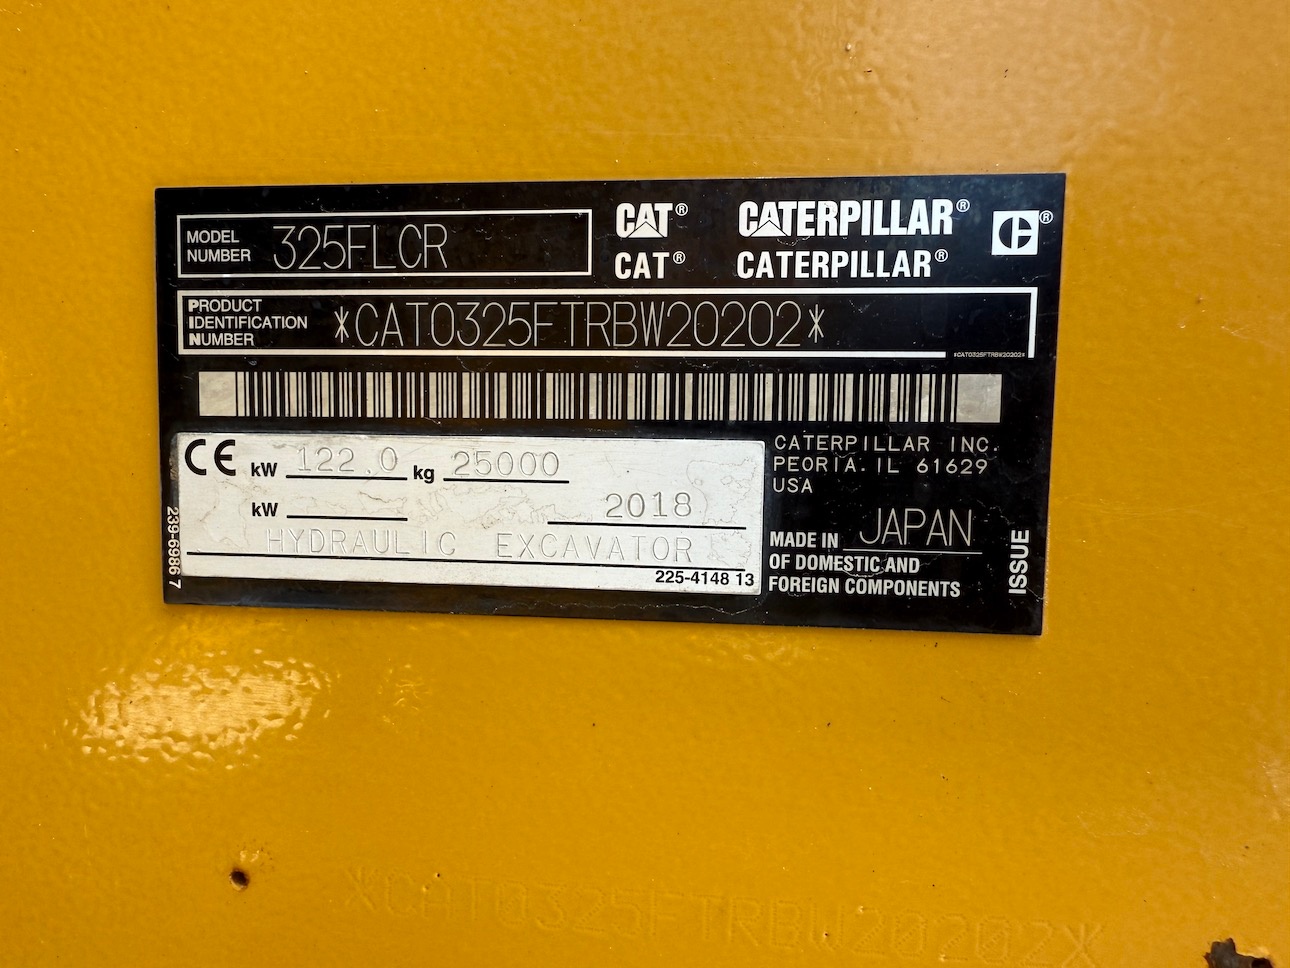 MODEL NUMBER 325FLCR
CAT® CATERPILLAR®
CAT® CATERPILLAR®
PRODUCT IDENTIFICATION NUMBER *CAT0325FTRBW20202*
*CAT0325FTRBW20202*
CE kW 122.0 kg 25000
kW 2018
HYDRAULIC EXCAVATOR
225-4148 13
239-6986 7
CATERPILLAR INC.
PEORIA. IL 61629
USA
MADE IN JAPAN
OF DOMESTIC AND
FOREIGN COMPONENTS
ISSUE
*CAT0325FTRBW20202*